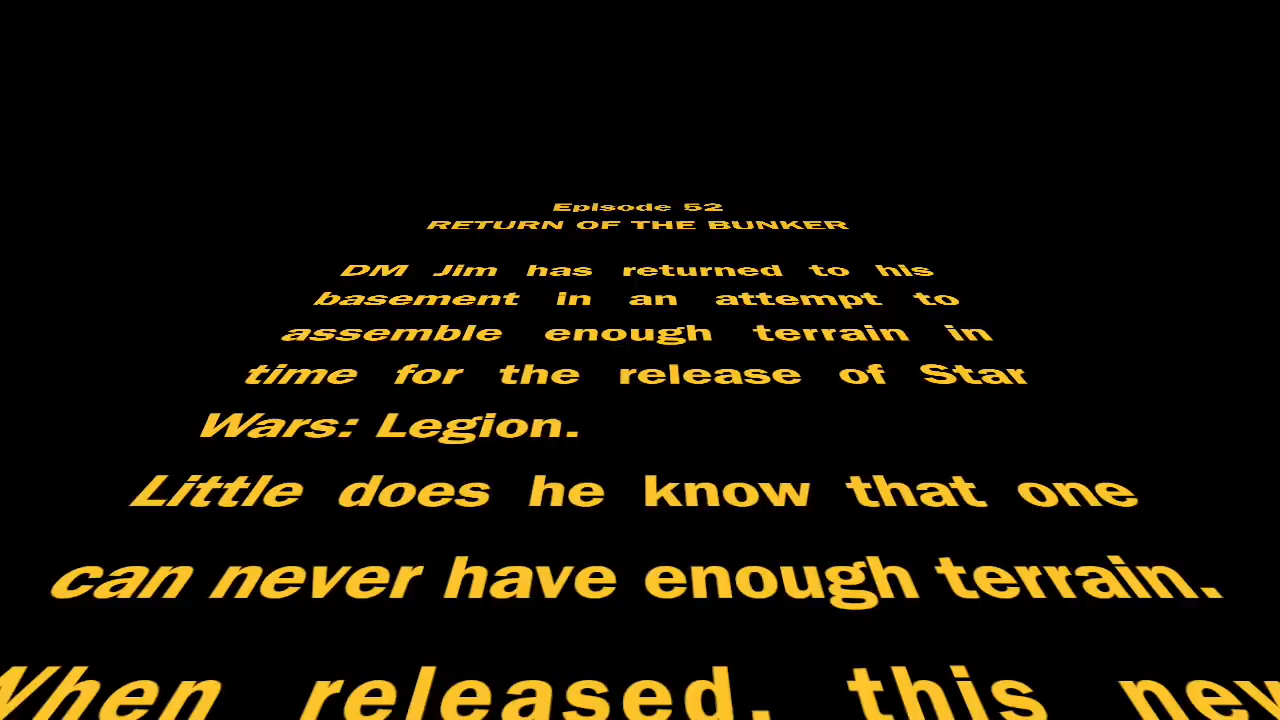 Episode 52
RETURN OF THE BUNKER
DM Jim has returned to his
basement in an attempt to
assemble enough terrain in
time for the release of Star
Wars: Legion.
Little does he know that one
can never have enough terrain.
When released, this